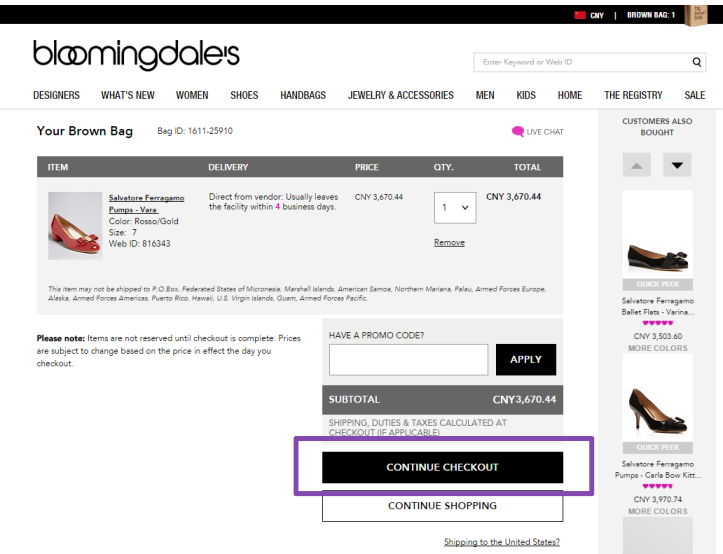 CNY | BROWN BAG: 1
big brown bag
bloomingdale's
Enter Keyword or Web ID
DESIGNERS WHAT'S NEW WOMEN SHOES HANDBAGS JEWELRY & ACCESSORIES MEN KIDS HOME THE REGISTRY SALE
Your Brown Bag Bag ID: 1611-25910 LIVE CHAT
ITEM DELIVERY PRICE QTY. TOTAL
Salvatore Ferragamo
Pumps - Vara
Color: Rosso/Gold
Size: 7
Web ID: 816343
Direct from vendor: Usually leaves
the facility within 4 business days.
CNY 3,670.44
1
Remove
CNY 3,670.44
This item may not be shipped to P.O.Box, Federated States of Micronesia, Marshall Islands, American Samoa, Northern Mariana, Palau, Armed Forces Europe,
Alaska, Armed Forces Americas, Puerto Rico, Hawaii, U.S. Virgin Islands, Guam, Armed Forces Pacific.
Please note: Items are not reserved until checkout is complete. Prices
are subject to change based on the price in effect the day you
checkout.
HAVE A PROMO CODE?
APPLY
SUBTOTAL CNY3,670.44
SHIPPING, DUTIES & TAXES CALCULATED AT
CHECKOUT (IF APPLICABLE)
CONTINUE CHECKOUT
CONTINUE SHOPPING
Shipping to the United States?
CUSTOMERS ALSO
BOUGHT
QUICK PEEK
Salvatore Ferragamo
Ballet Flats - Varina...
CNY 3,503.60
MORE COLORS
QUICK PEEK
Salvatore Ferragamo
Pumps - Carla Bow Kitt...
CNY 3,970.74
MORE COLORS